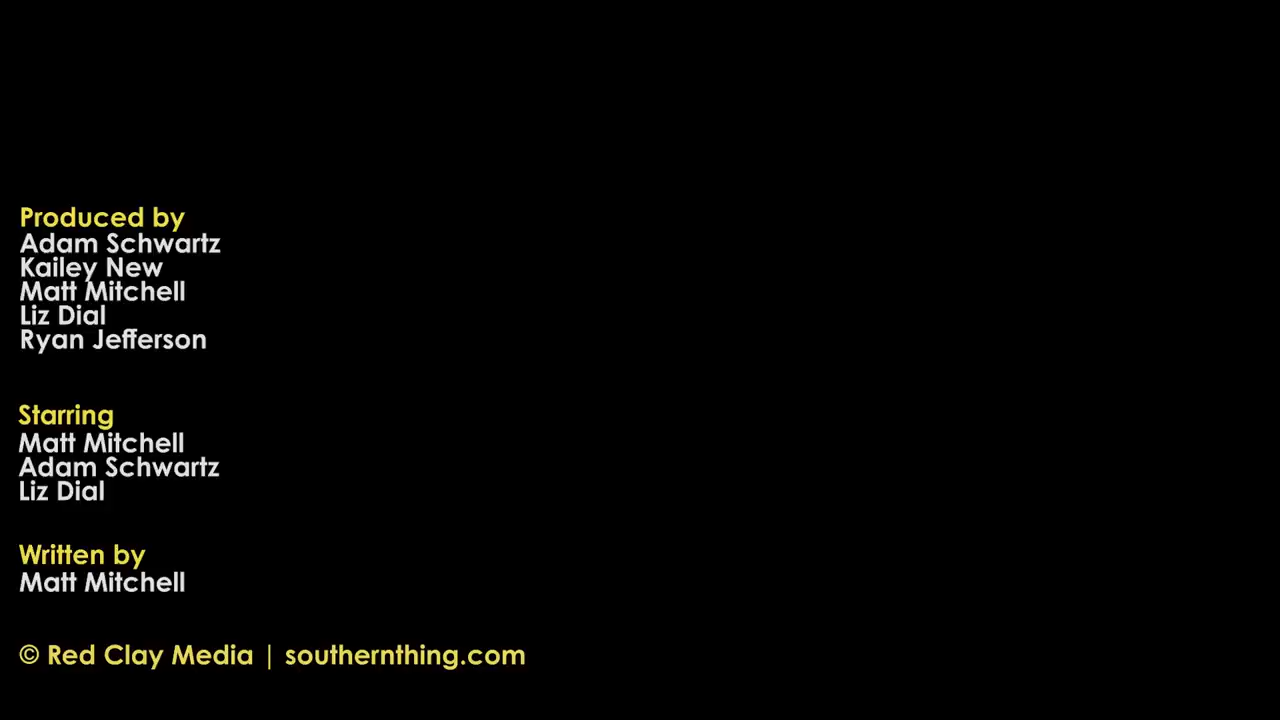 Produced by
Adam Schwartz
Kailey New
Matt Mitchell
Liz Dial
Ryan Jefferson
Starring
Matt Mitchell
Adam Schwartz
Liz Dial
Written by
Matt Mitchell
© Red Clay Media | southernthing.com